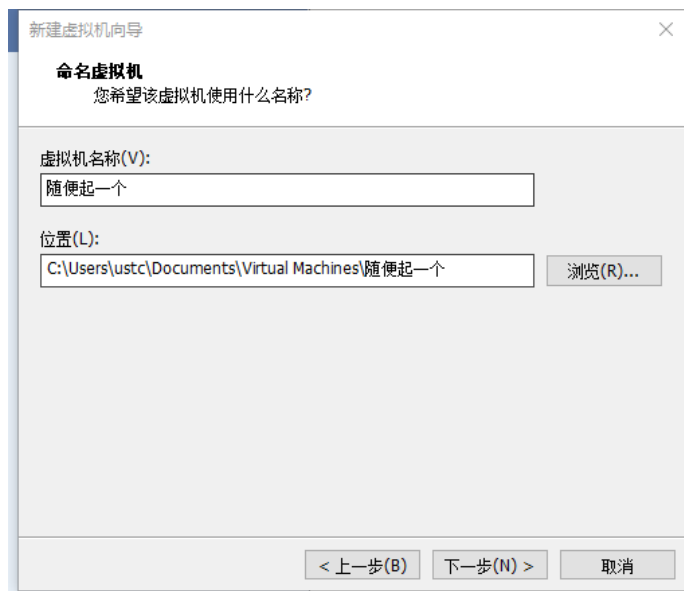 新建虚拟机向导
命名虚拟机
您希望该虚拟机使用什么名称?
虚拟机名称(V):
随便起一个
位置(L):
C:\Users\ustc\Documents\Virtual Machines\随便起一个
浏览(R)...
< 上一步(B)
下一步(N) >
取消